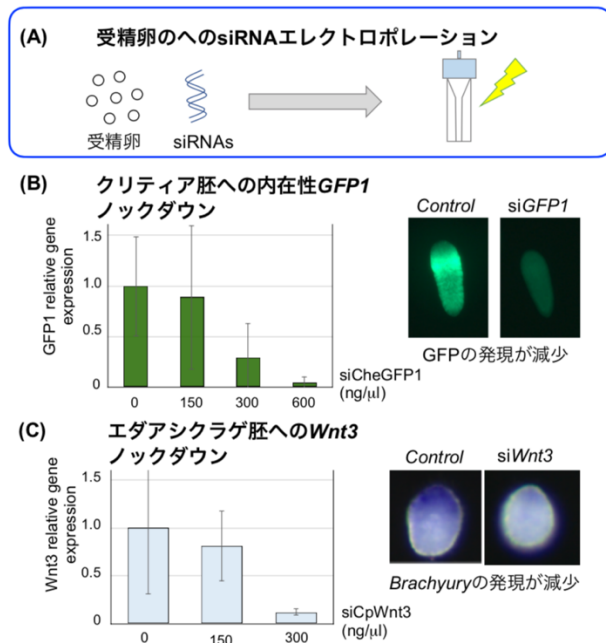 (A) 受精卵のへのsiRNAエレクトロポレーション
受精卵 siRNAs
(B) クリティア胚への内在性GFP1
ノックダウン
GFP1 relative gene
expression
1.5
1.0
0.5
0
0 150 300 600
siCheGFP1
(ng/μl)
Control siGFP1
GFPの発現が減少
(C) エダアシクラゲ胚へのWnt3
ノックダウン
Wnt3 relative gene
expression
1.5
1.0
0.5
0
0 150 300
siCpWnt3
(ng/μl)
Control siWnt3
Brachyuryの発現が減少